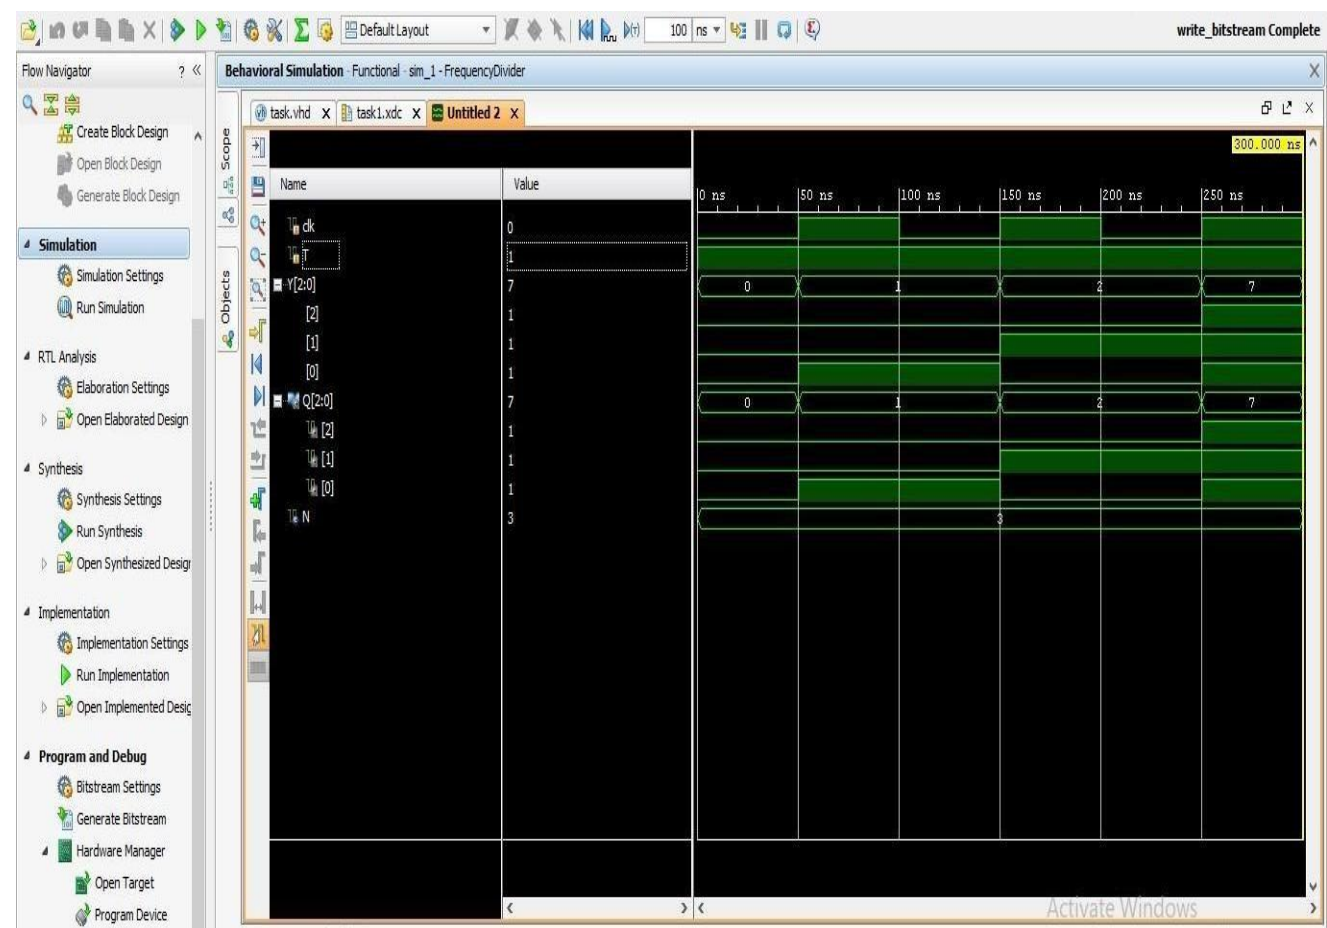 Default Layout
100 ns
write_bitstream Complete
Flow Navigator ? «
Behavioral Simulation - Functional - sim_1 - FrequencyDivider X
task.vhd x task1.xdc x Untitled 2 x
Create Block Design
Open Block Design
Generate Block Design
Simulation
Simulation Settings
Run Simulation
RTL Analysis
Elaboration Settings
Open Elaborated Design
Synthesis
Synthesis Settings
Run Synthesis
Open Synthesized Desigr
Implementation
Implementation Settings
Run Implementation
Open Implemented Desig
Program and Debug
Bitstream Settings
Generate Bitstream
Hardware Manager
Open Target
Program Device
Scope
Objects
300.000 ns
Name Value
0 ns 50 ns 100 ns 150 ns 200 ns 250 ns
clk 0
T 1
Y[2:0] 7 0 1 2 7
[2] 1
[1] 1
[0] 1
Q[2:0] 7 0 1 2 7
[2] 1
[1] 1
[0] 1
N 3 3
Activate Windows